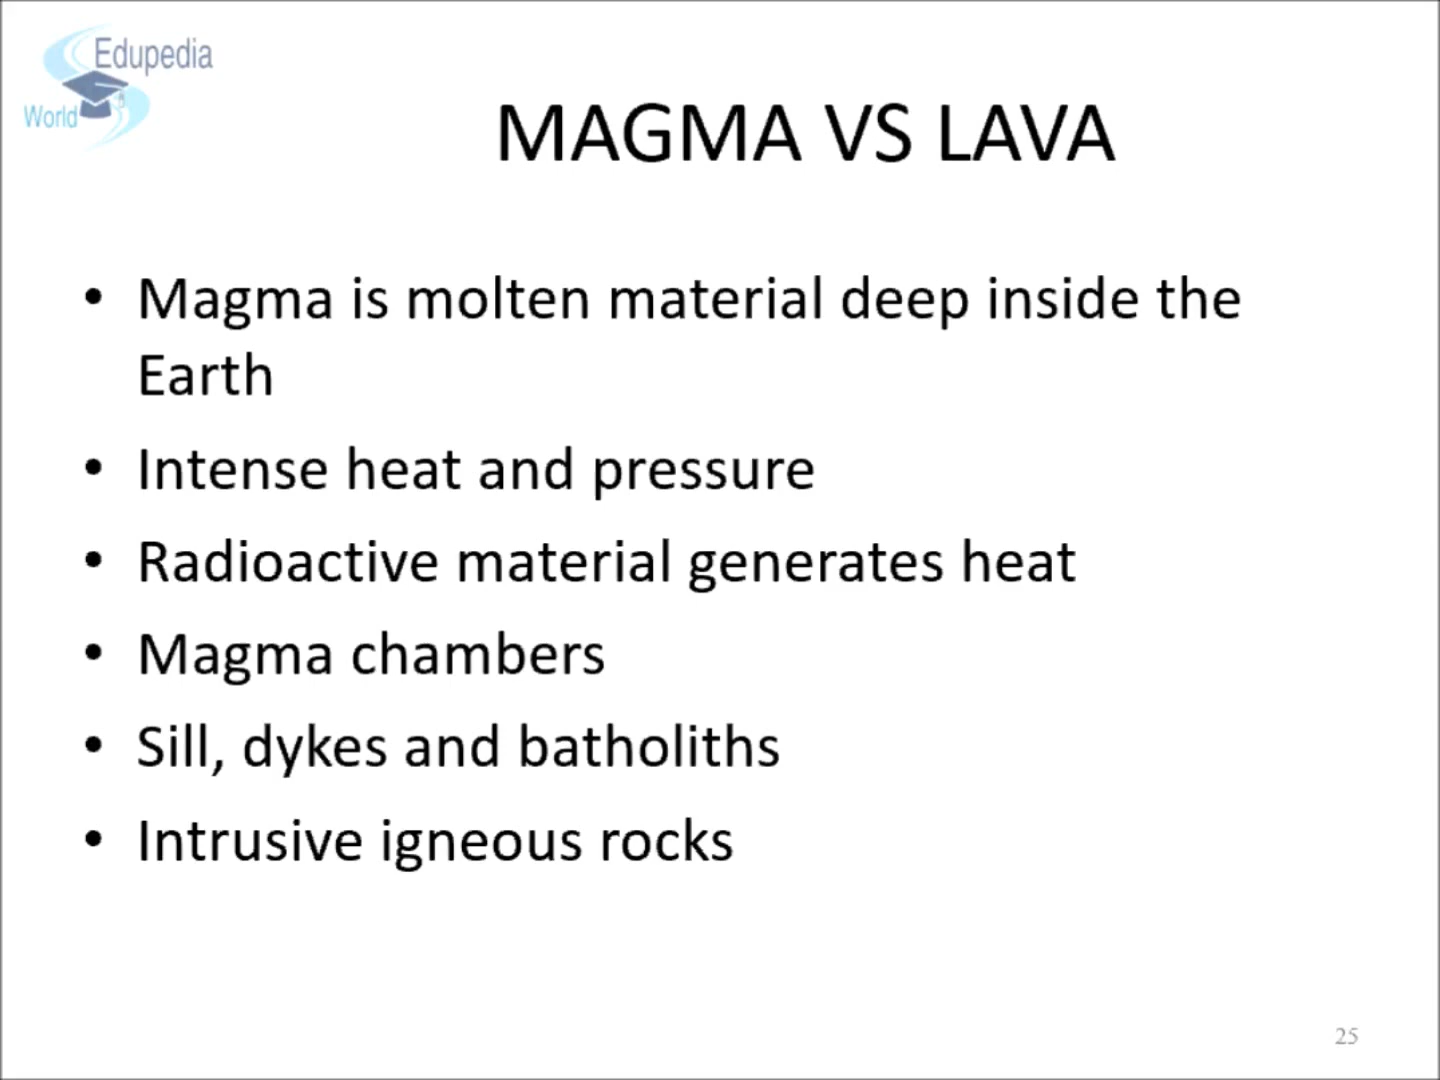 Edupedia
World
MAGMA VS LAVA
• Magma is molten material deep inside the
Earth
• Intense heat and pressure
• Radioactive material generates heat
• Magma chambers
• Sill, dykes and batholiths
• Intrusive igneous rocks
25